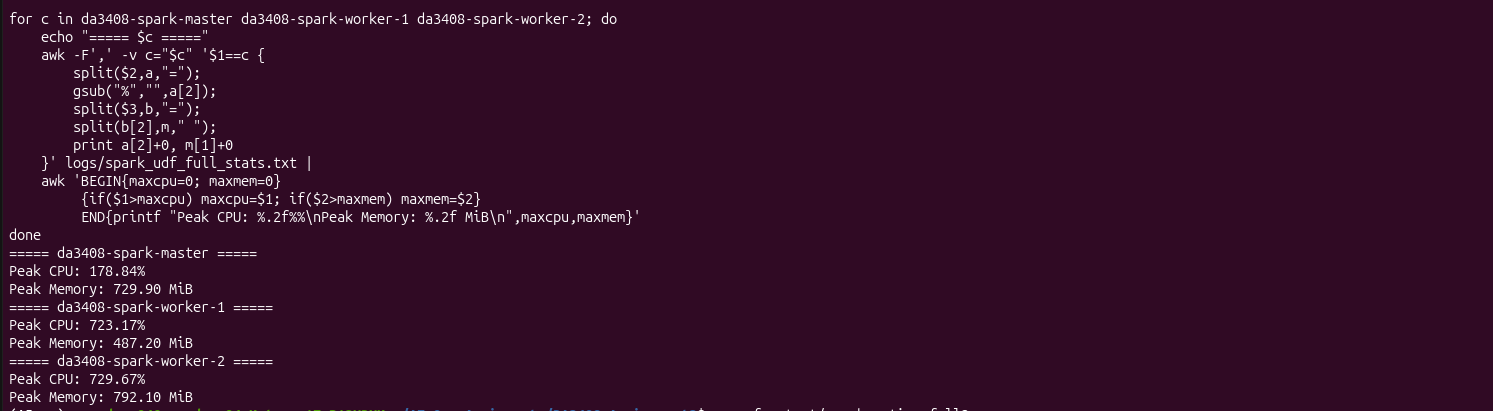 for c in da3408-spark-master da3408-spark-worker-1 da3408-spark-worker-2; do
    echo "===== $c ====="
    awk -F',' -v c="$c" '$1==c {
        split($2,a,"=");
        gsub("%","",a[2]);
        split($3,b,"=");
        split(b[2],m," ");
        print a[2]+0, m[1]+0
    }' logs/spark_udf_full_stats.txt |
    awk 'BEGIN{maxcpu=0; maxmem=0}
         {if($1>maxcpu) maxcpu=$1; if($2>maxmem) maxmem=$2}
         END{printf "Peak CPU: %.2f%%\nPeak Memory: %.2f MiB\n",maxcpu,maxmem}'
done
===== da3408-spark-master =====
Peak CPU: 178.84%
Peak Memory: 729.90 MiB
===== da3408-spark-worker-1 =====
Peak CPU: 723.17%
Peak Memory: 487.20 MiB
===== da3408-spark-worker-2 =====
Peak CPU: 729.67%
Peak Memory: 792.10 MiB